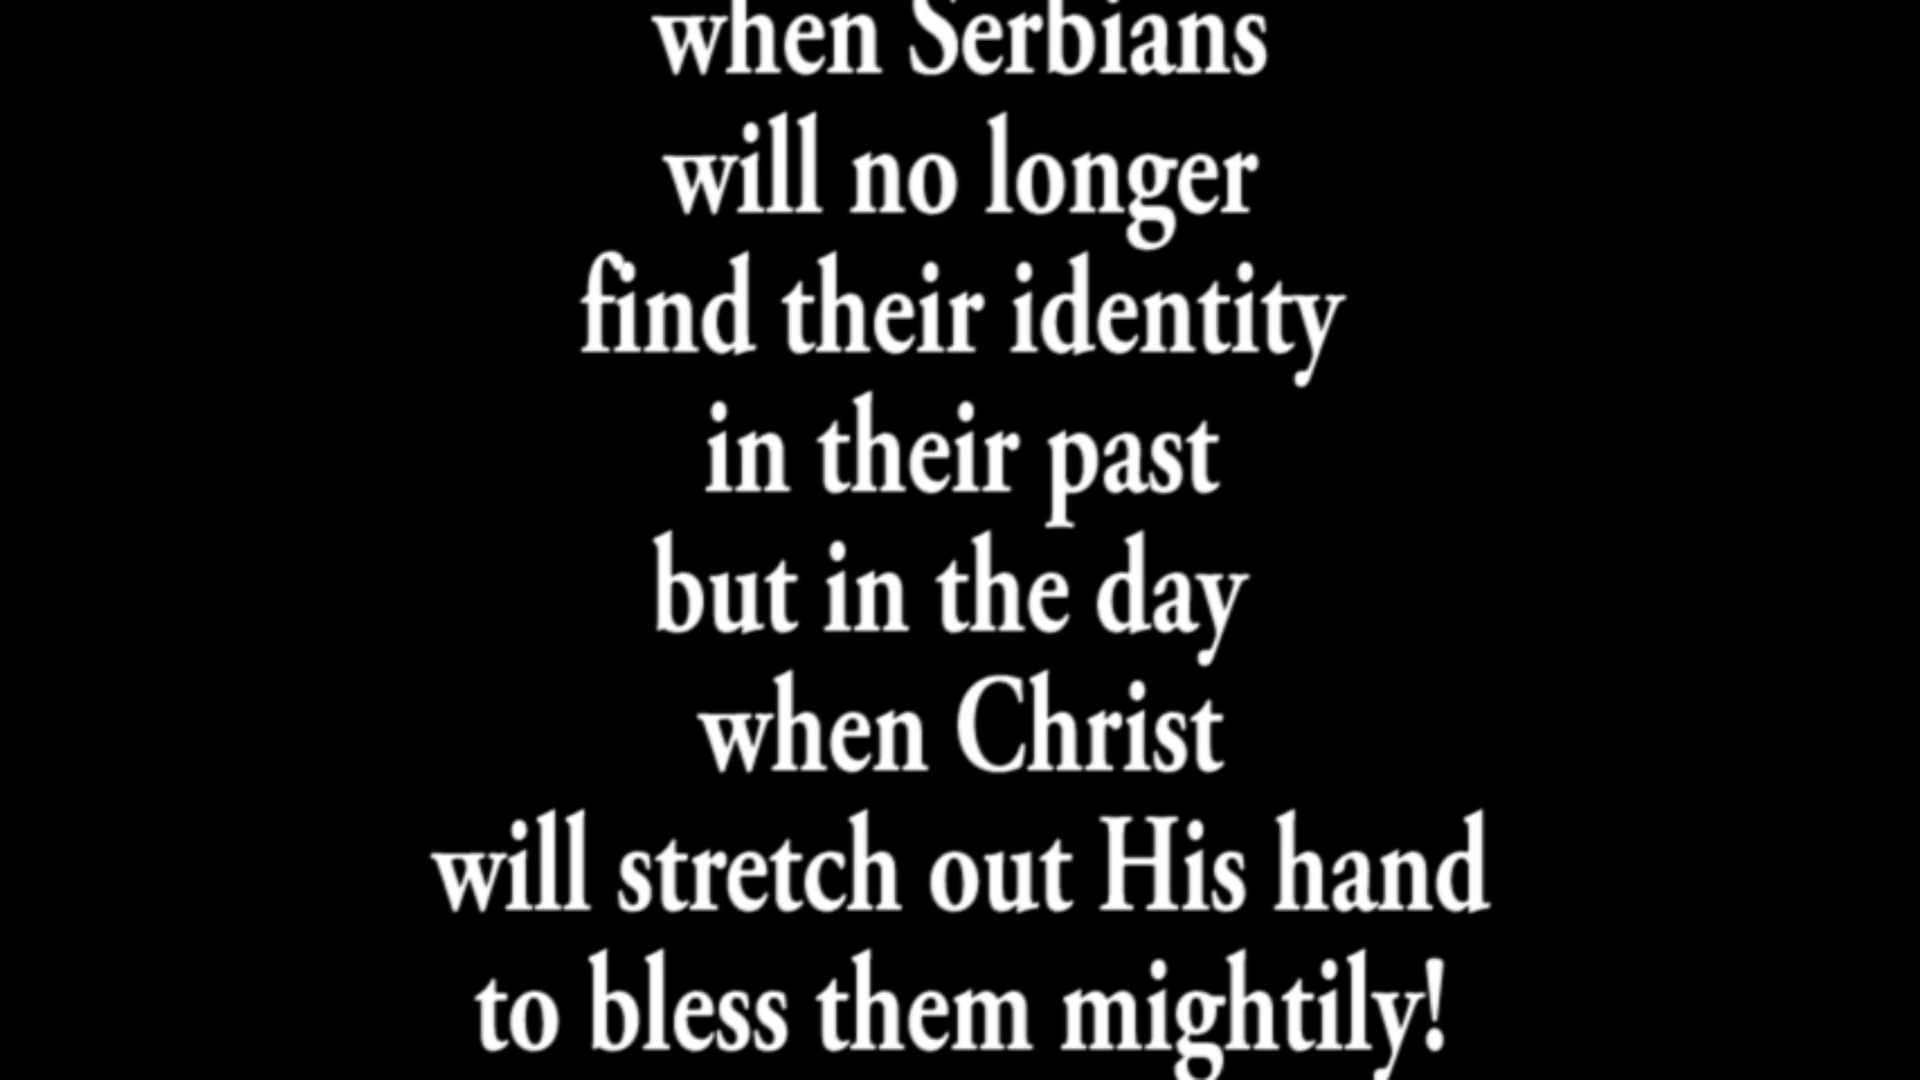 when Serbians
will no longer
find their identity
in their past
but in the day
when Christ
will stretch out His hand
to bless them mightily!